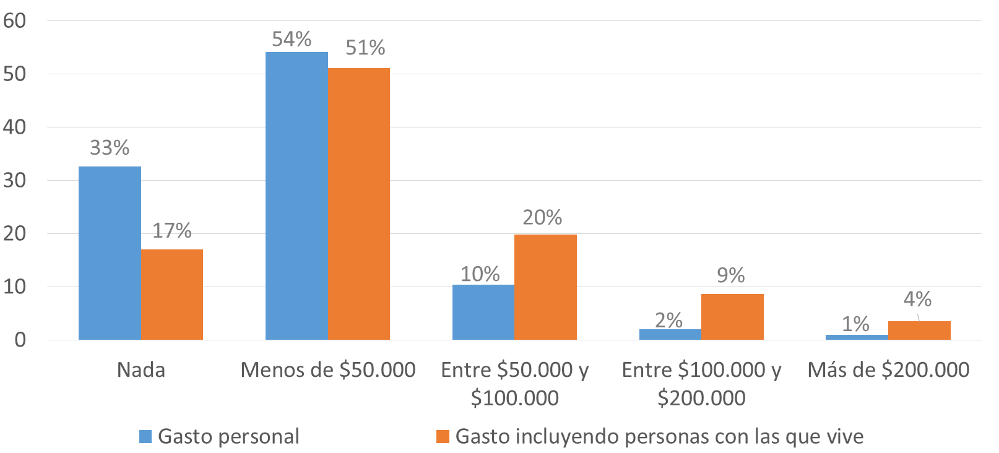 60
50
40
30
20
10
0
33%
17%
54%
51%
10%
20%
2%
9%
1%
4%
Nada
Menos de $50.000
Entre $50.000 y
$100.000
Entre $100.000 y
$200.000
Más de $200.000
Gasto personal
Gasto incluyendo personas con las que vive